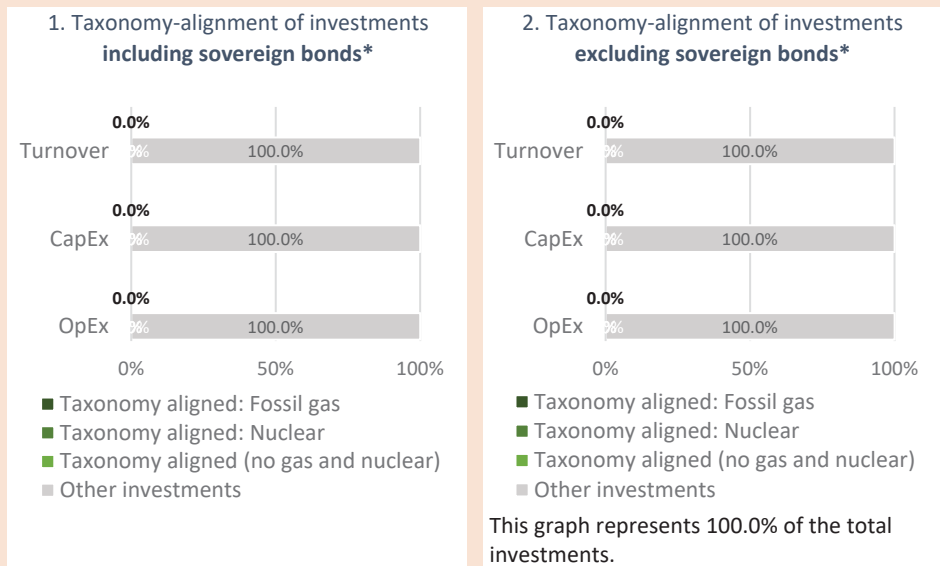 1. Taxonomy-alignment of investments
including sovereign bonds*
0.0%
Turnover
100.0%
0.0%
CapEx
100.0%
0.0%
OpEx
100.0%
0%
50%
100%
Taxonomy aligned: Fossil gas
Taxonomy aligned: Nuclear
Taxonomy aligned (no gas and nuclear)
Other investments
2. Taxonomy-alignment of investments
excluding sovereign bonds*
0.0%
Turnover
100.0%
0.0%
CapEx
100.0%
0.0%
OpEx
100.0%
0%
50%
100%
Taxonomy aligned: Fossil gas
Taxonomy aligned: Nuclear
Taxonomy aligned (no gas and nuclear)
Other investments
This graph represents 100.0% of the total
investments.